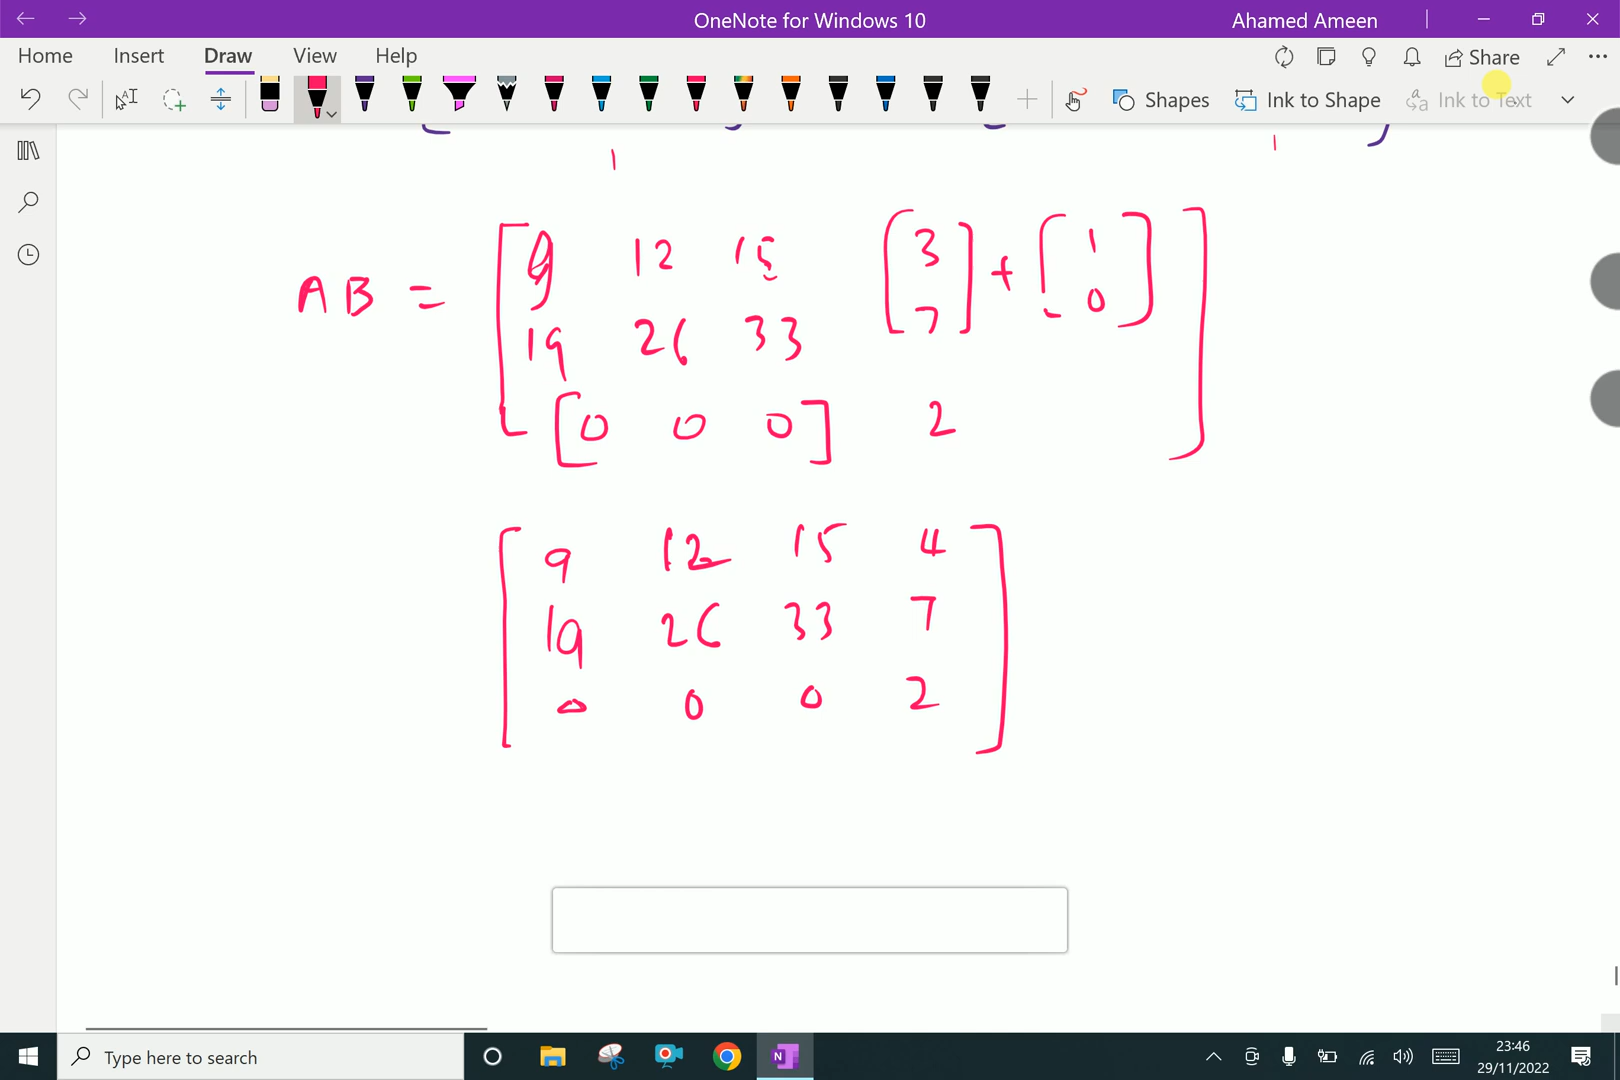 OneNote for Windows 10
Ahamed Ameen
Home Insert Draw View Help
Share
Shapes
Ink to Shape
Ink to Text
AB = [ 9 12 15 [ 3 ] + [ 1 ] ]
19 26 33 7 0
[ 0 0 0 ] 2
[ 9 12 15 4 ]
19 26 33 7
0 0 0 2
Type here to search
23:46
29/11/2022